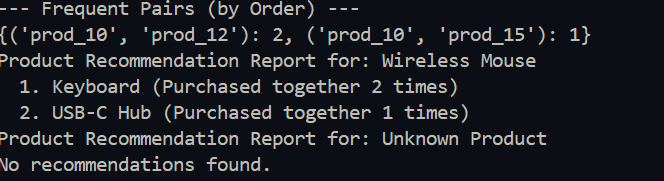 --- Frequent Pairs (by Order) ---
{('prod_10', 'prod_12'): 2, ('prod_10', 'prod_15'): 1}
Product Recommendation Report for: Wireless Mouse
  1. Keyboard (Purchased together 2 times)
  2. USB-C Hub (Purchased together 1 times)
Product Recommendation Report for: Unknown Product
No recommendations found.